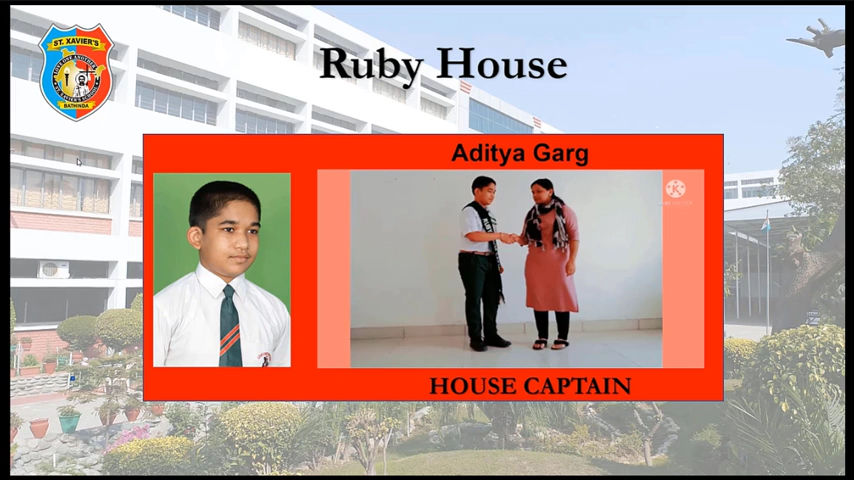 ST. XAVIER'S
BATHINDA
Ruby House
Aditya Garg
K
HOUSE CAPTAIN